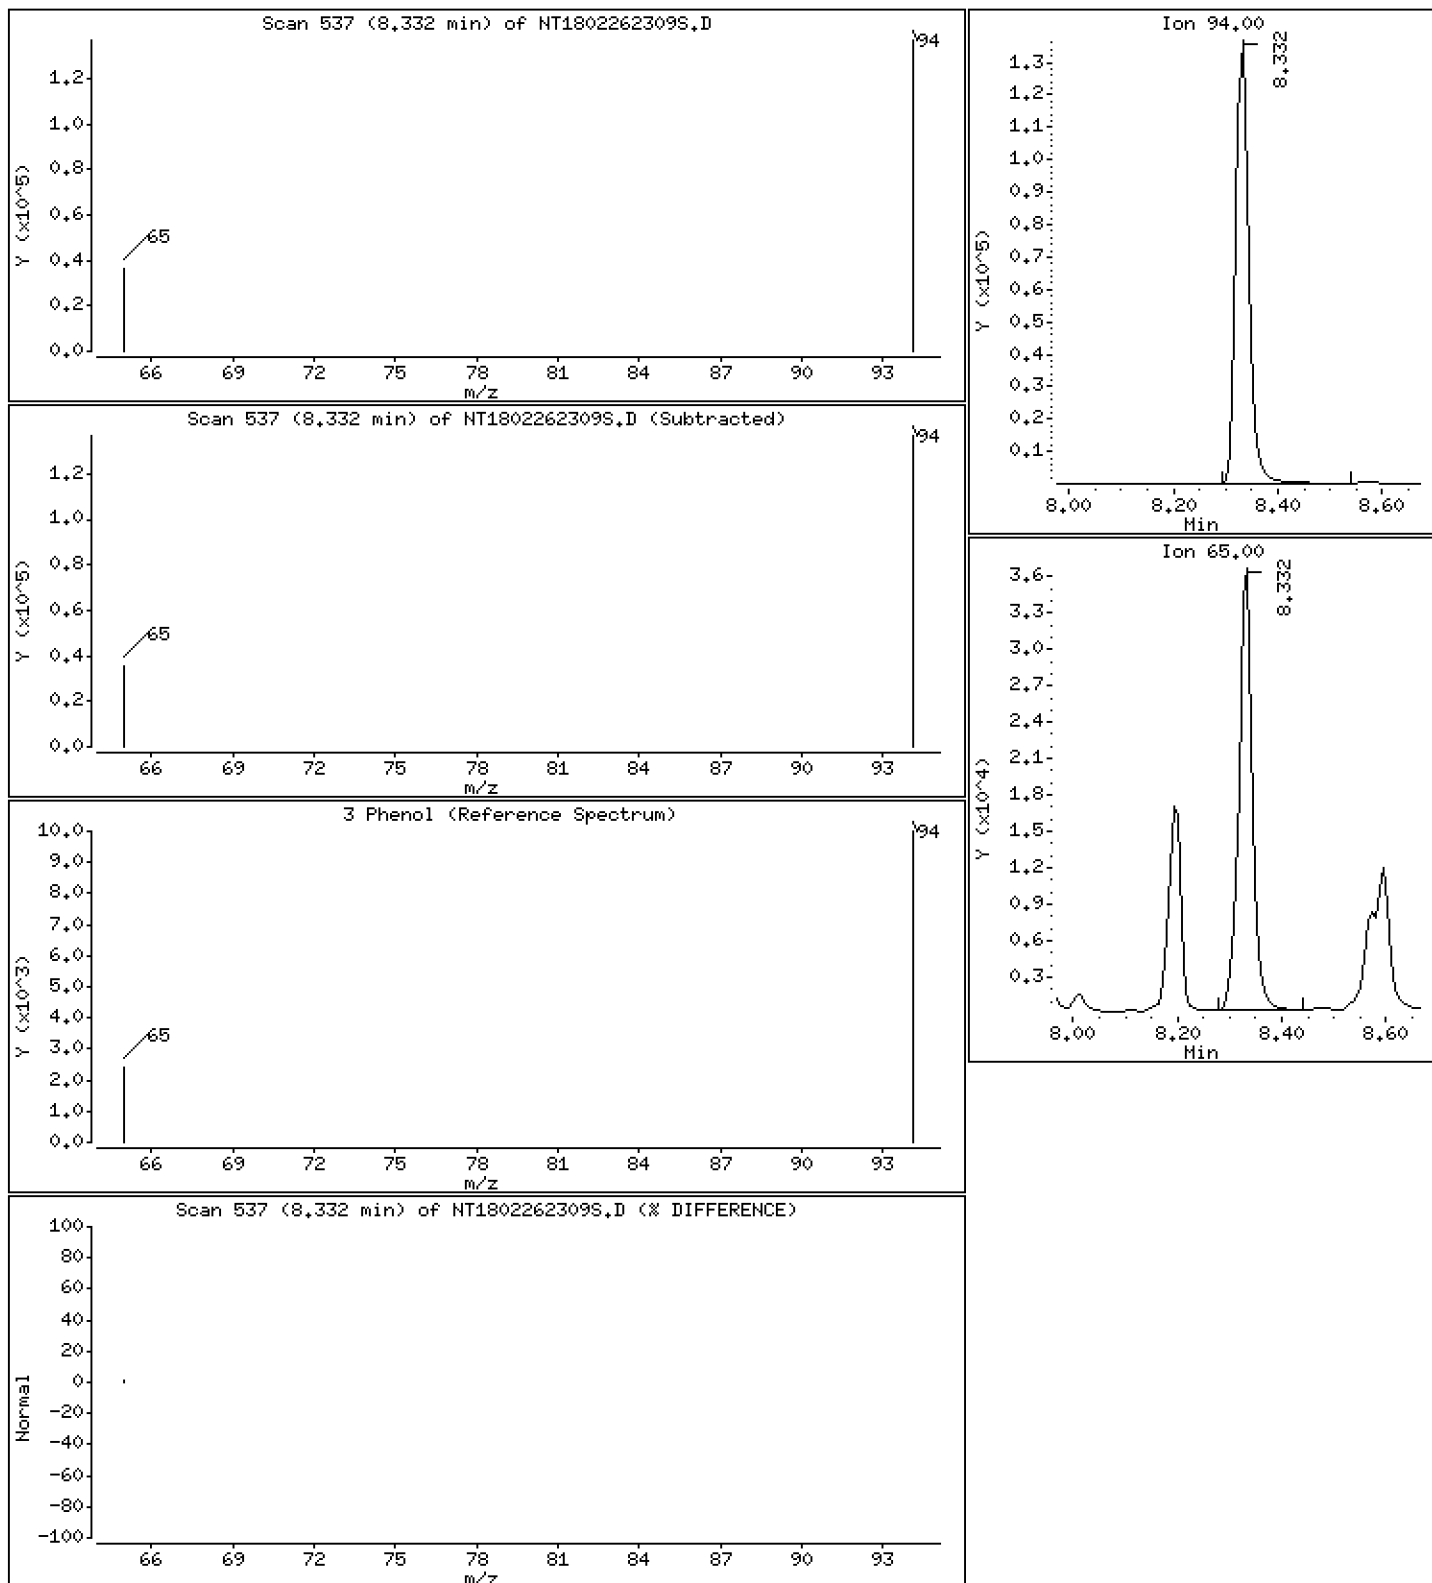 Scan 537 (8.332 min) of NT18022623095.D
Y (x10^5)
1.2
1.0
0.8
0.6
0.4
0.2
0.0
65
94
66 69 72 75 78 81 84 87 90 93
m/z
Scan 537 (8.332 min) of NT1802262309S.D (Subtracted)
Y (x10^5)
1.2
1.0
0.8
0.6
0.4
0.2
0.0
65
94
66 69 72 75 78 81 84 87 90 93
m/z
3 Phenol (Reference Spectrum)
Y (x10^3)
10.0
9.0
8.0
7.0
6.0
5.0
4.0
3.0
2.0
1.0
0.0
65
94
66 69 72 75 78 81 84 87 90 93
m/z
Scan 537 (8.332 min) of NT1802262309S.D (% DIFFERENCE)
Normal
100
80
60
40
20
0
-20
-40
-60
-80
-100
66 69 72 75 78 81 84 87 90 93
m/z
Ion 94.00
Y (x10^5)
1.3
1.2
1.1
1.0
0.9
0.8
0.7
0.6
0.5
0.4
0.3
0.2
0.1
8.332
8.00 8.20 8.40 8.60
Min
Ion 65.00
Y (x10^4)
3.6
3.3
3.0
2.7
2.4
2.1
1.8
1.5
1.2
0.9
0.6
0.3
8.332
8.00 8.20 8.40 8.60
Min